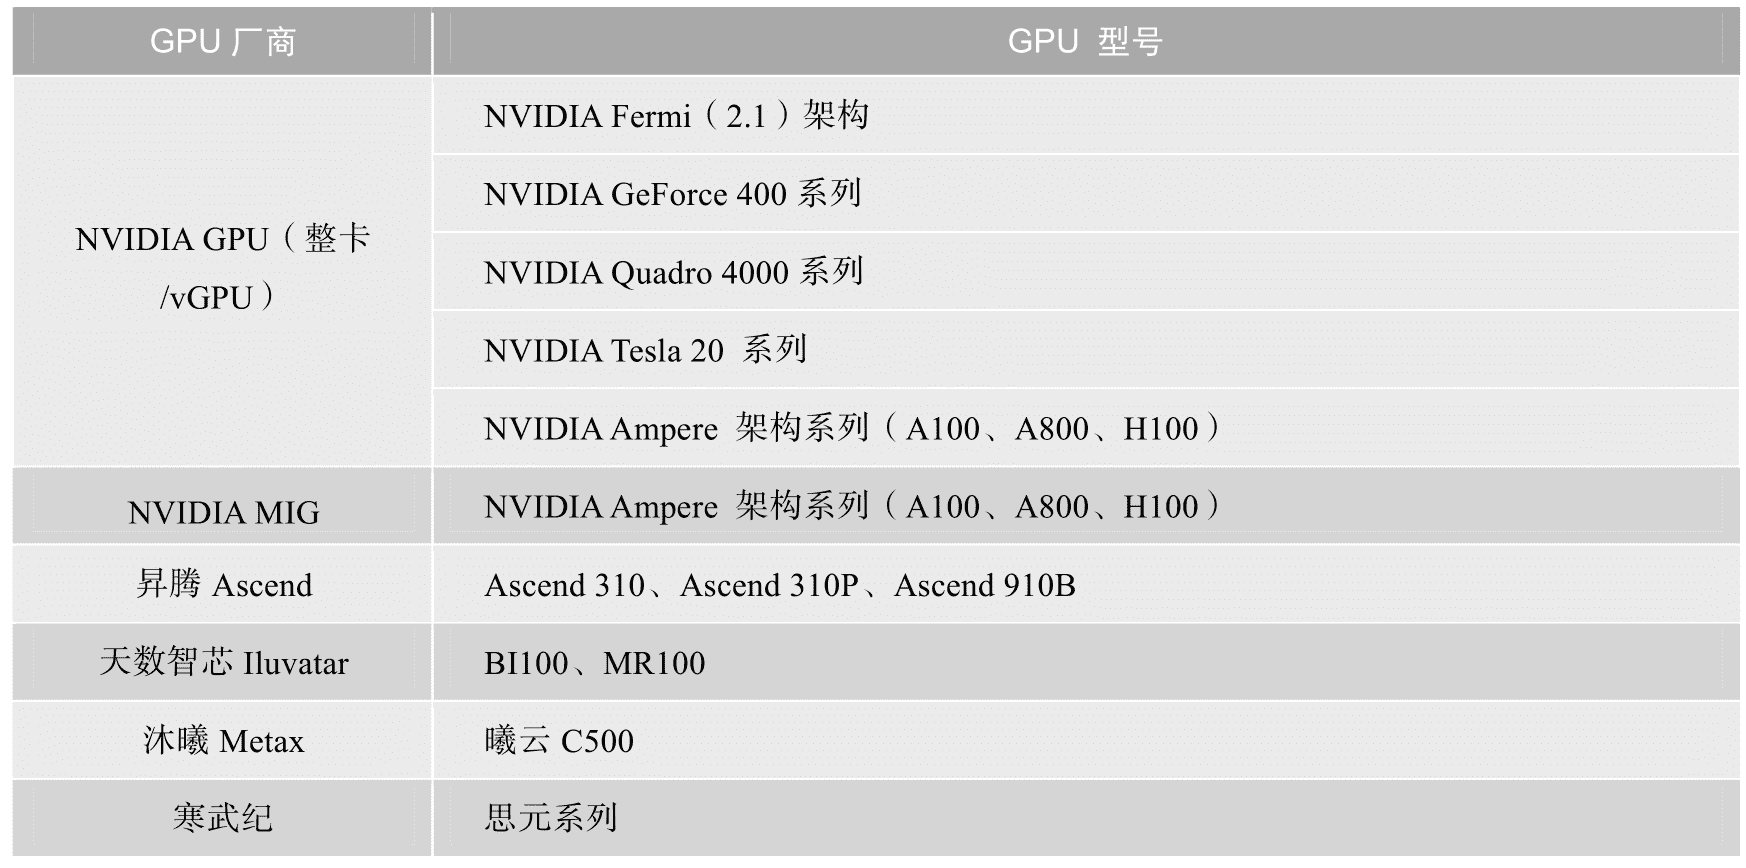 GPU 厂商 GPU 型号
NVIDIA Fermi（2.1）架构
NVIDIA GeForce 400 系列
NVIDIA GPU（整卡
/vGPU）
NVIDIA Quadro 4000 系列
NVIDIA Tesla 20 系列
NVIDIA Ampere 架构系列（A100、A800、H100）
NVIDIA MIG NVIDIA Ampere 架构系列（A100、A800、H100）
昇腾 Ascend Ascend 310、Ascend 310P、Ascend 910B
天数智芯 Iluvatar BI100、MR100
沐曦 Metax 曦云 C500
寒武纪 思元系列